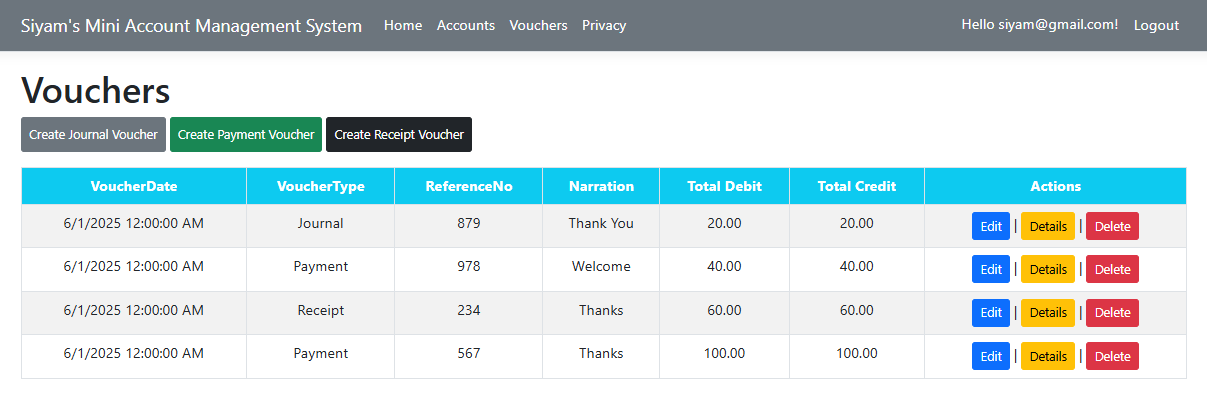 Siyam's Mini Account Management System Home Accounts Vouchers Privacy Hello siyam@gmail.com! Logout
Vouchers
Create Journal Voucher Create Payment Voucher Create Receipt Voucher
VoucherDate VoucherType ReferenceNo Narration Total Debit Total Credit Actions
6/1/2025 12:00:00 AM Journal 879 Thank You 20.00 20.00 Edit | Details | Delete
6/1/2025 12:00:00 AM Payment 978 Welcome 40.00 40.00 Edit | Details | Delete
6/1/2025 12:00:00 AM Receipt 234 Thanks 60.00 60.00 Edit | Details | Delete
6/1/2025 12:00:00 AM Payment 567 Thanks 100.00 100.00 Edit | Details | Delete